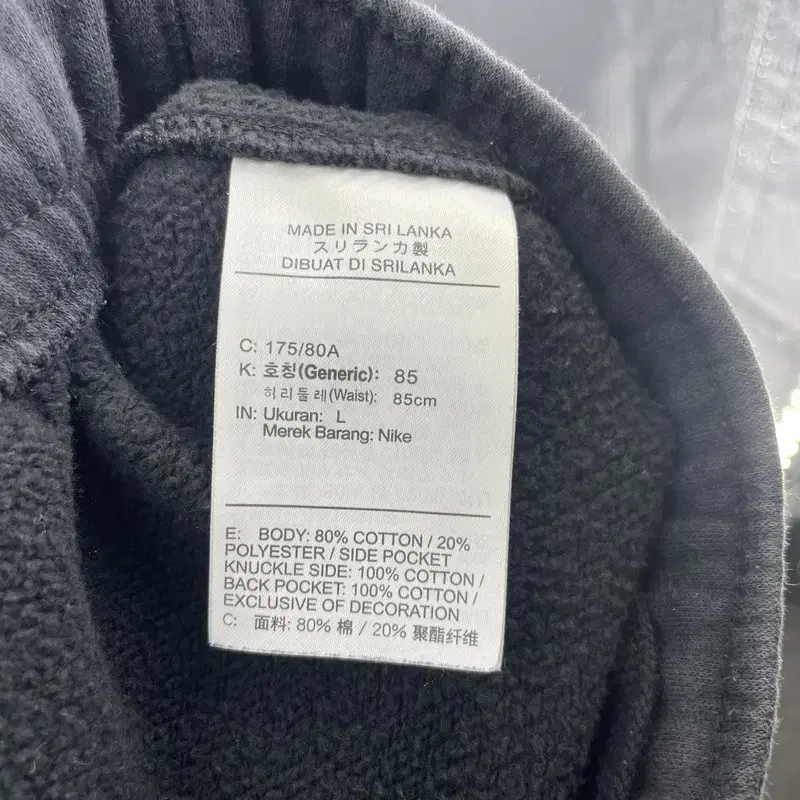 MADE IN SRI LANKA
スリランカ製
DIBUAT DI SRILANKA
C: 175/80A
K: 호칭(Generic): 85
허리둘레(Waist): 85cm
IN: Ukuran: L
Merek Barang: Nike
E: BODY: 80% COTTON / 20%
POLYESTER / SIDE POCKET
KNUCKLE SIDE: 100% COTTON /
BACK POCKET: 100% COTTON /
EXCLUSIVE OF DECORATION
C: 面料: 80% 棉 / 20% 聚酯纤维